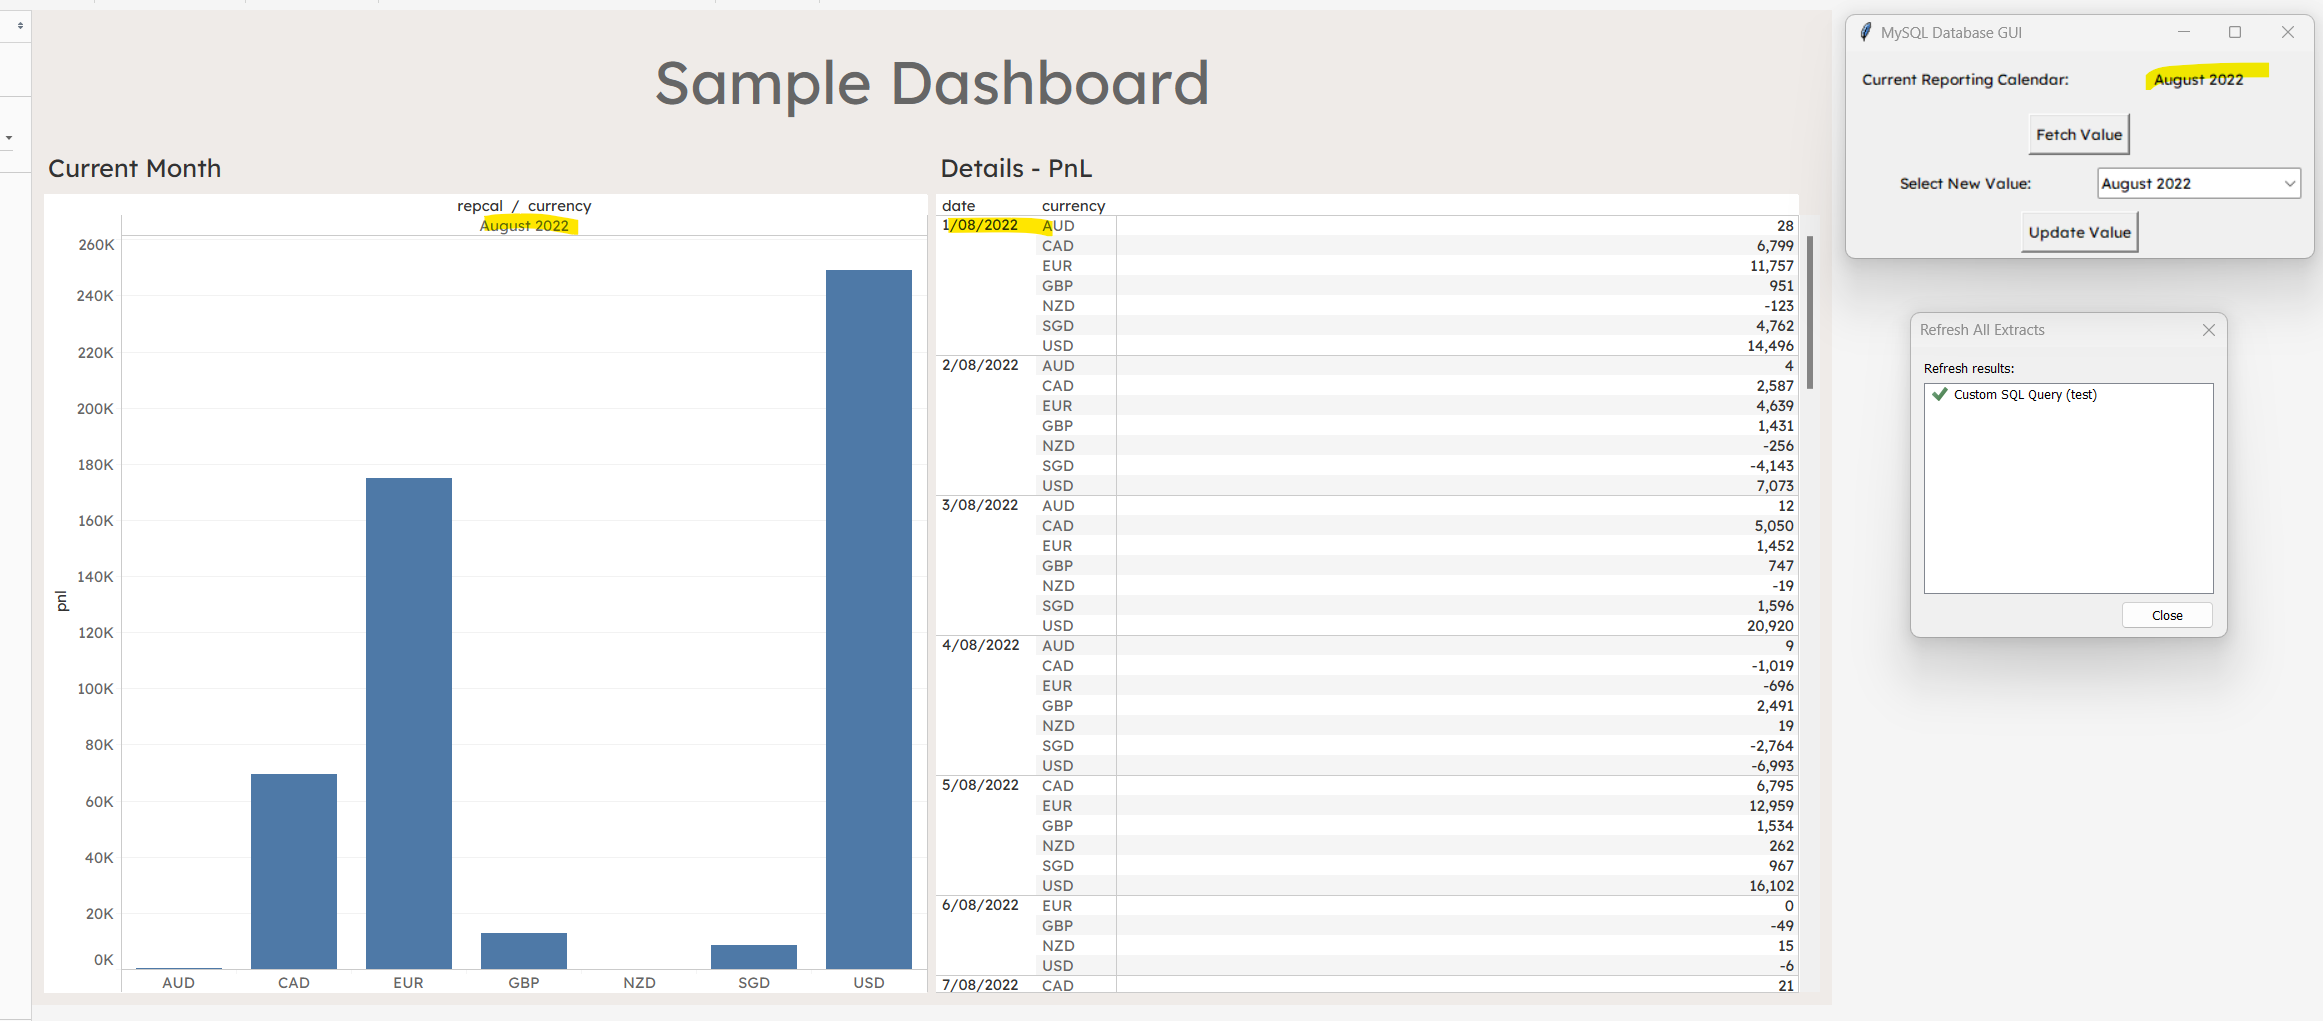 Sample Dashboard
Current Month
repcal / currency
August 2022
260K
240K
220K
200K
180K
160K
140K
120K
100K
80K
60K
40K
20K
0K
pnl
AUD CAD EUR GBP NZD SGD USD
Details - PnL
date currency
1/08/2022 AUD 28
CAD 6,799
EUR 11,757
GBP 951
NZD -123
SGD 4,762
USD 14,496
2/08/2022 AUD 4
CAD 2,587
EUR 4,639
GBP 1,431
NZD -256
SGD -4,143
USD 7,073
3/08/2022 AUD 12
CAD 5,050
EUR 1,452
GBP 747
NZD -19
SGD 1,596
USD 20,920
4/08/2022 AUD 9
CAD -1,019
EUR -696
GBP 2,491
NZD 19
SGD -2,764
USD -6,993
5/08/2022 CAD 6,795
EUR 12,959
GBP 1,534
NZD 262
SGD 967
USD 16,102
6/08/2022 EUR 0
GBP -49
NZD 15
USD -6
7/08/2022 CAD 21
MySQL Database GUI
Current Reporting Calendar: August 2022
Fetch Value
Select New Value: August 2022
Update Value
Refresh All Extracts
Refresh results:
Custom SQL Query (test)
Close